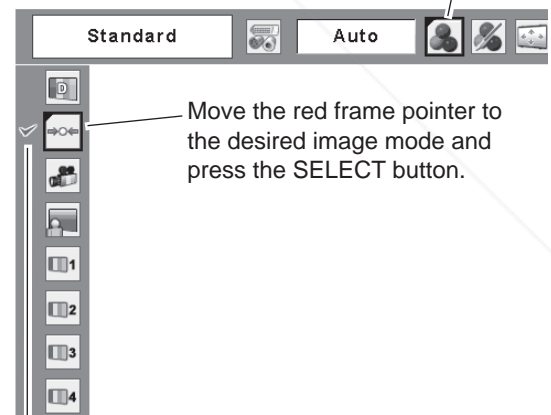 Standard
Auto
D
Move the red frame pointer to
the desired image mode and
press the SELECT button.
1
2
3
4